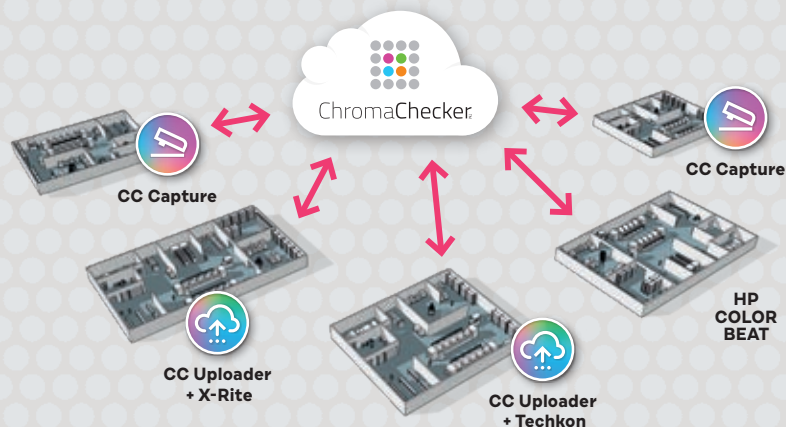 ChromaChecker
CC Capture
CC Capture
CC Uploader
+ X-Rite
CC Uploader
+ Techkon
HP
COLOR
BEAT